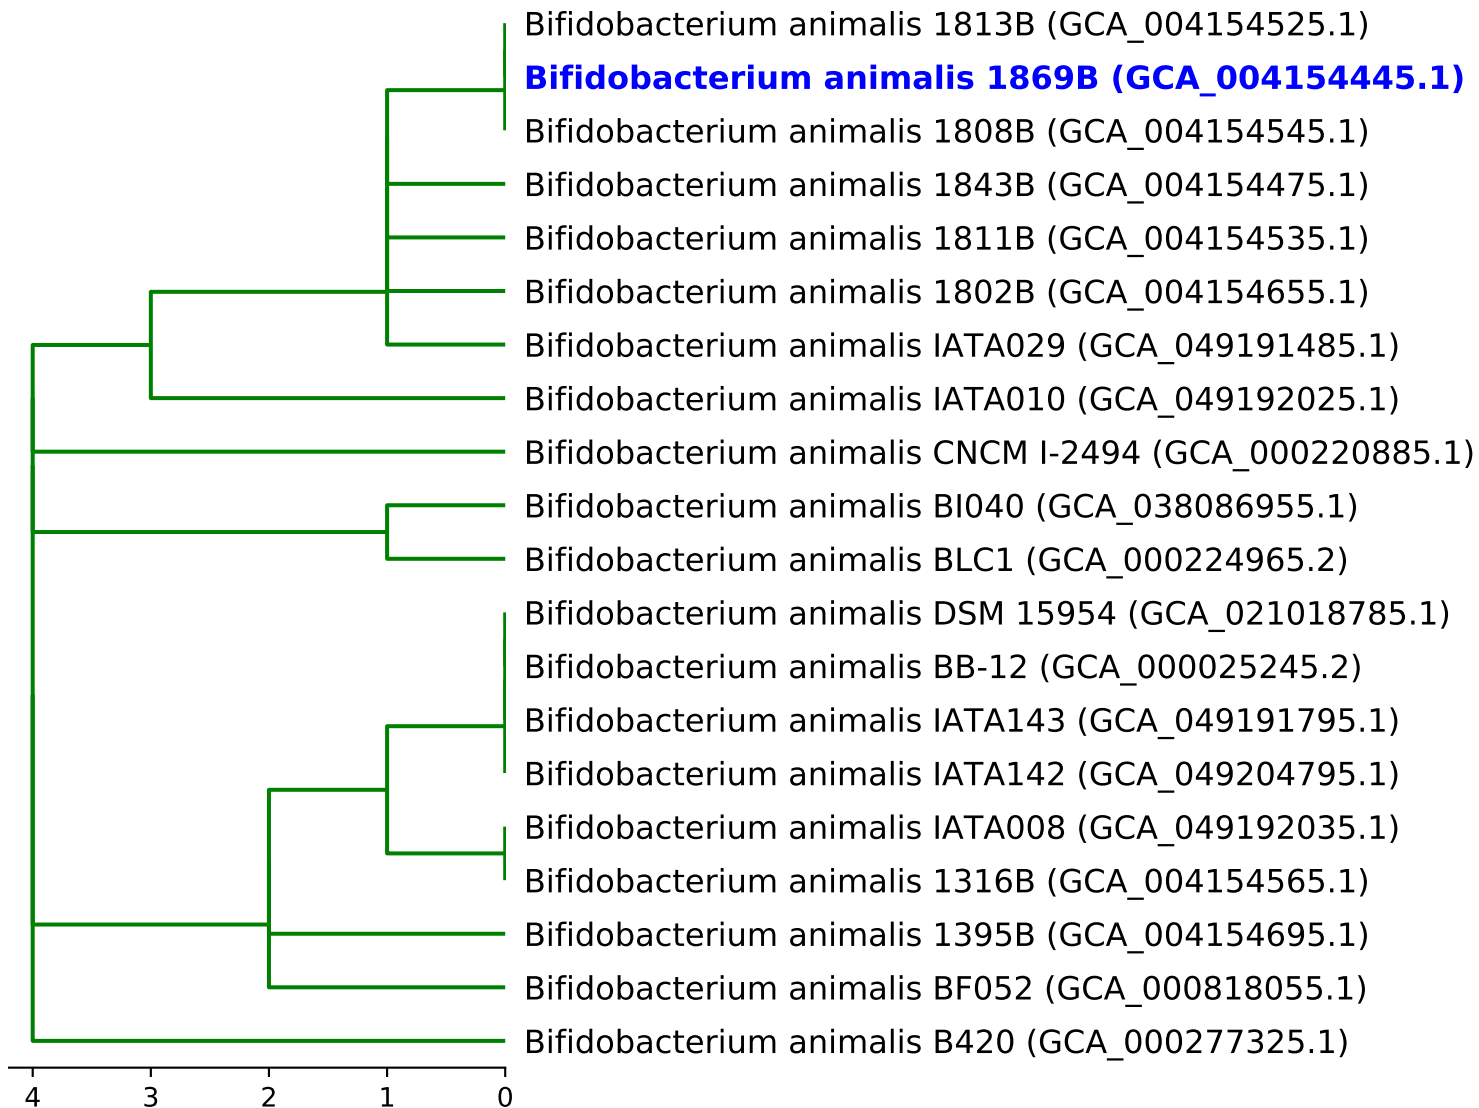 Bifidobacterium animalis 1813B (GCA_004154525.1)
Bifidobacterium animalis 1869B (GCA_004154445.1)
Bifidobacterium animalis 1808B (GCA_004154545.1)
Bifidobacterium animalis 1843B (GCA_004154475.1)
Bifidobacterium animalis 1811B (GCA_004154535.1)
Bifidobacterium animalis 1802B (GCA_004154655.1)
Bifidobacterium animalis IATA029 (GCA_049191485.1)
Bifidobacterium animalis IATA010 (GCA_049192025.1)
Bifidobacterium animalis CNCM I-2494 (GCA_000220885.1)
Bifidobacterium animalis BI040 (GCA_038086955.1)
Bifidobacterium animalis BLC1 (GCA_000224965.2)
Bifidobacterium animalis DSM 15954 (GCA_021018785.1)
Bifidobacterium animalis BB-12 (GCA_000025245.2)
Bifidobacterium animalis IATA143 (GCA_049191795.1)
Bifidobacterium animalis IATA142 (GCA_049204795.1)
Bifidobacterium animalis IATA008 (GCA_049192035.1)
Bifidobacterium animalis 1316B (GCA_004154565.1)
Bifidobacterium animalis 1395B (GCA_004154695.1)
Bifidobacterium animalis BF052 (GCA_000818055.1)
Bifidobacterium animalis B420 (GCA_000277325.1)
4 3 2 1 0